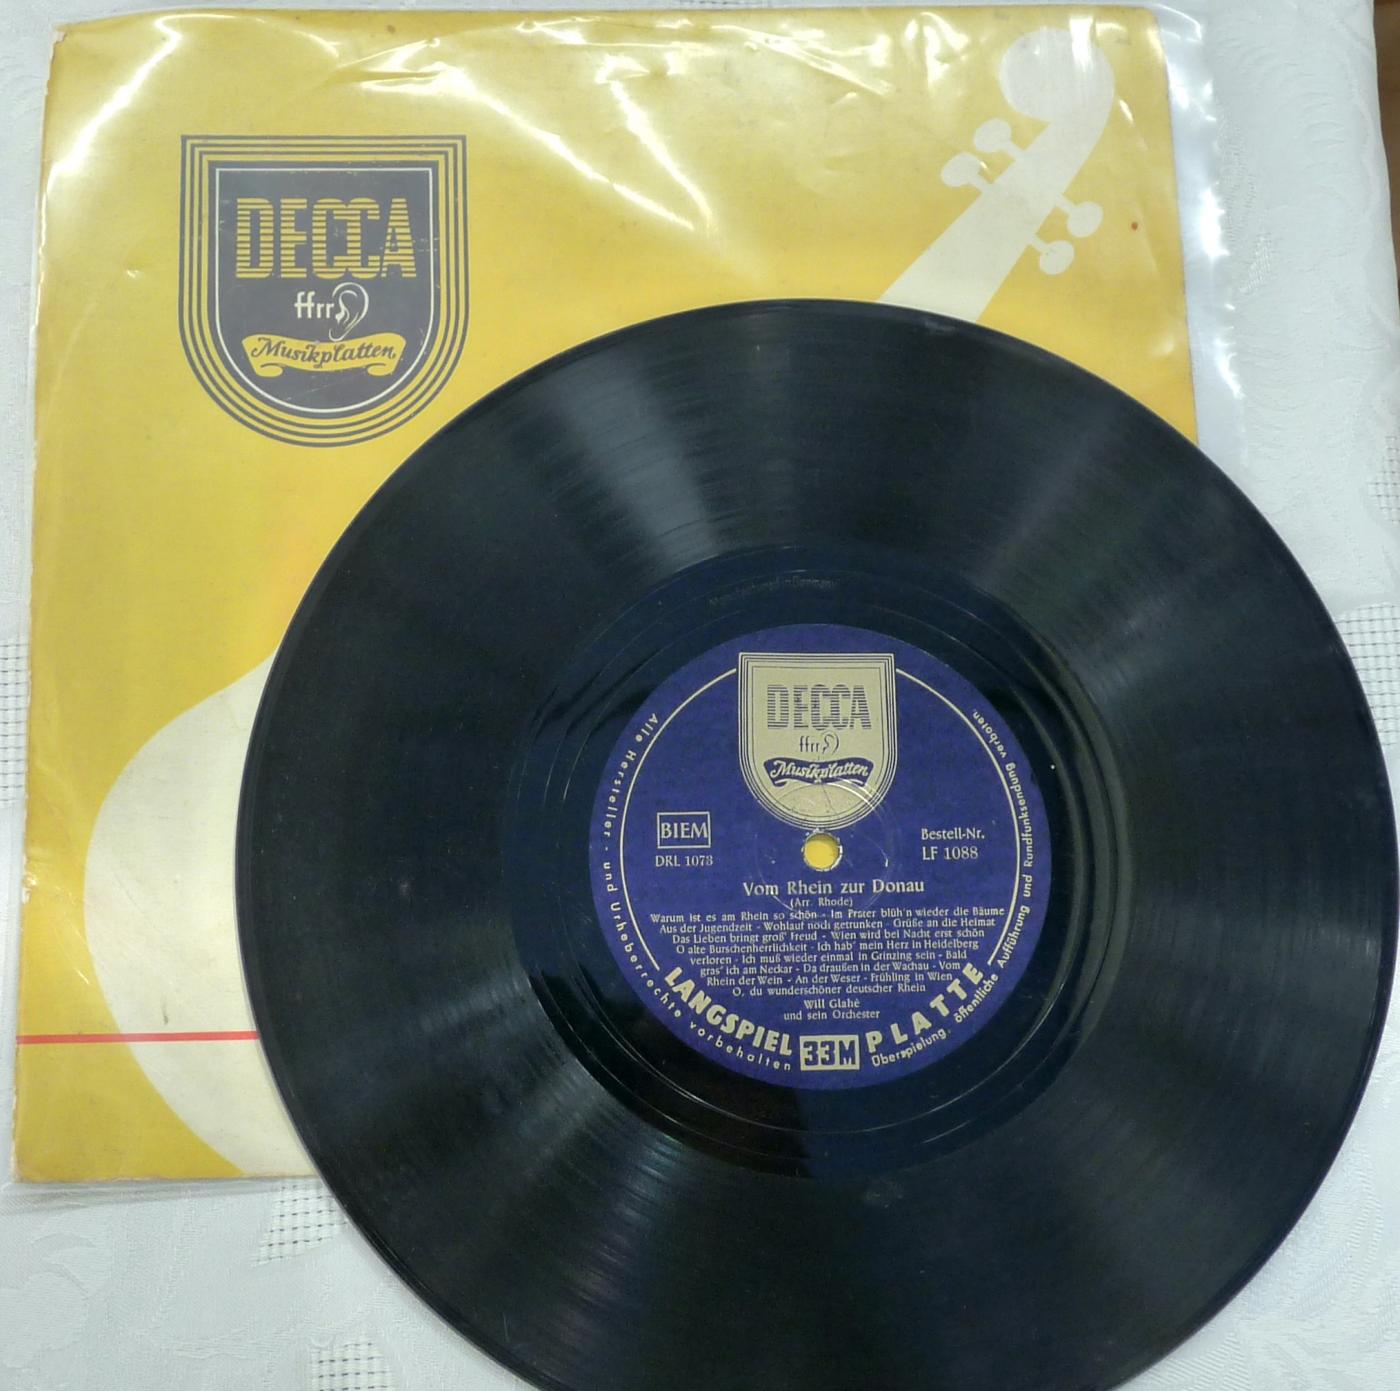 DECCA
ffrr
Musikplatten
Manufactured in Germany
DECCA
ffrr
Musikplatten
BIEM
DRL 1073
Bestell-Nr.
LF 1088
Vom Rhein zur Donau
(Arr. Rhode)
Warum ist es am Rhein so schön - Im Prater blüh'n wieder die Bäume
Aus der Jugendzeit - Wohlauf noch getrunken - Grüße an die Heimat
Das Lieben bringt groß' Freud - Wien wird bei Nacht erst schön
O alte Burschenherrlichkeit - Ich hab' mein Herz in Heidelberg
verloren - Ich muß wieder einmal in Grinzing sein - Bald
gras' ich am Neckar - Da draußen in der Wachau - Vom
Rhein der Wein - An der Weser - Frühling in Wien
O, du wunderschöner deutscher Rhein
Will Glahé
und sein Orchester
LANGSPIEL 33M PLATTE
Alle Hersteller - und Urheberrechte vorbehalten
Überspielung, öffentliche Aufführung und Rundfunksendung verboten.